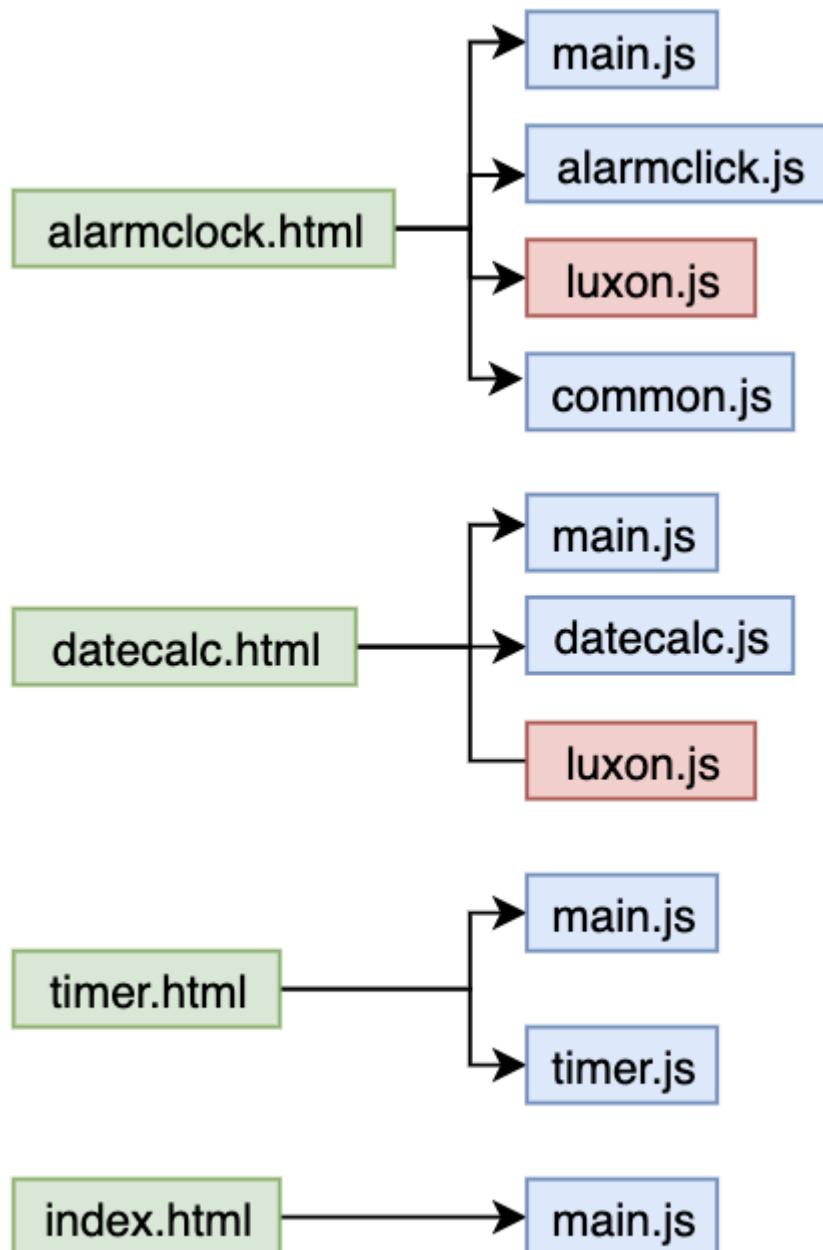 alarmclock.html
main.js
alarmclick.js
luxon.js
common.js
datecalc.html
main.js
datecalc.js
luxon.js
timer.html
main.js
timer.js
index.html
main.js